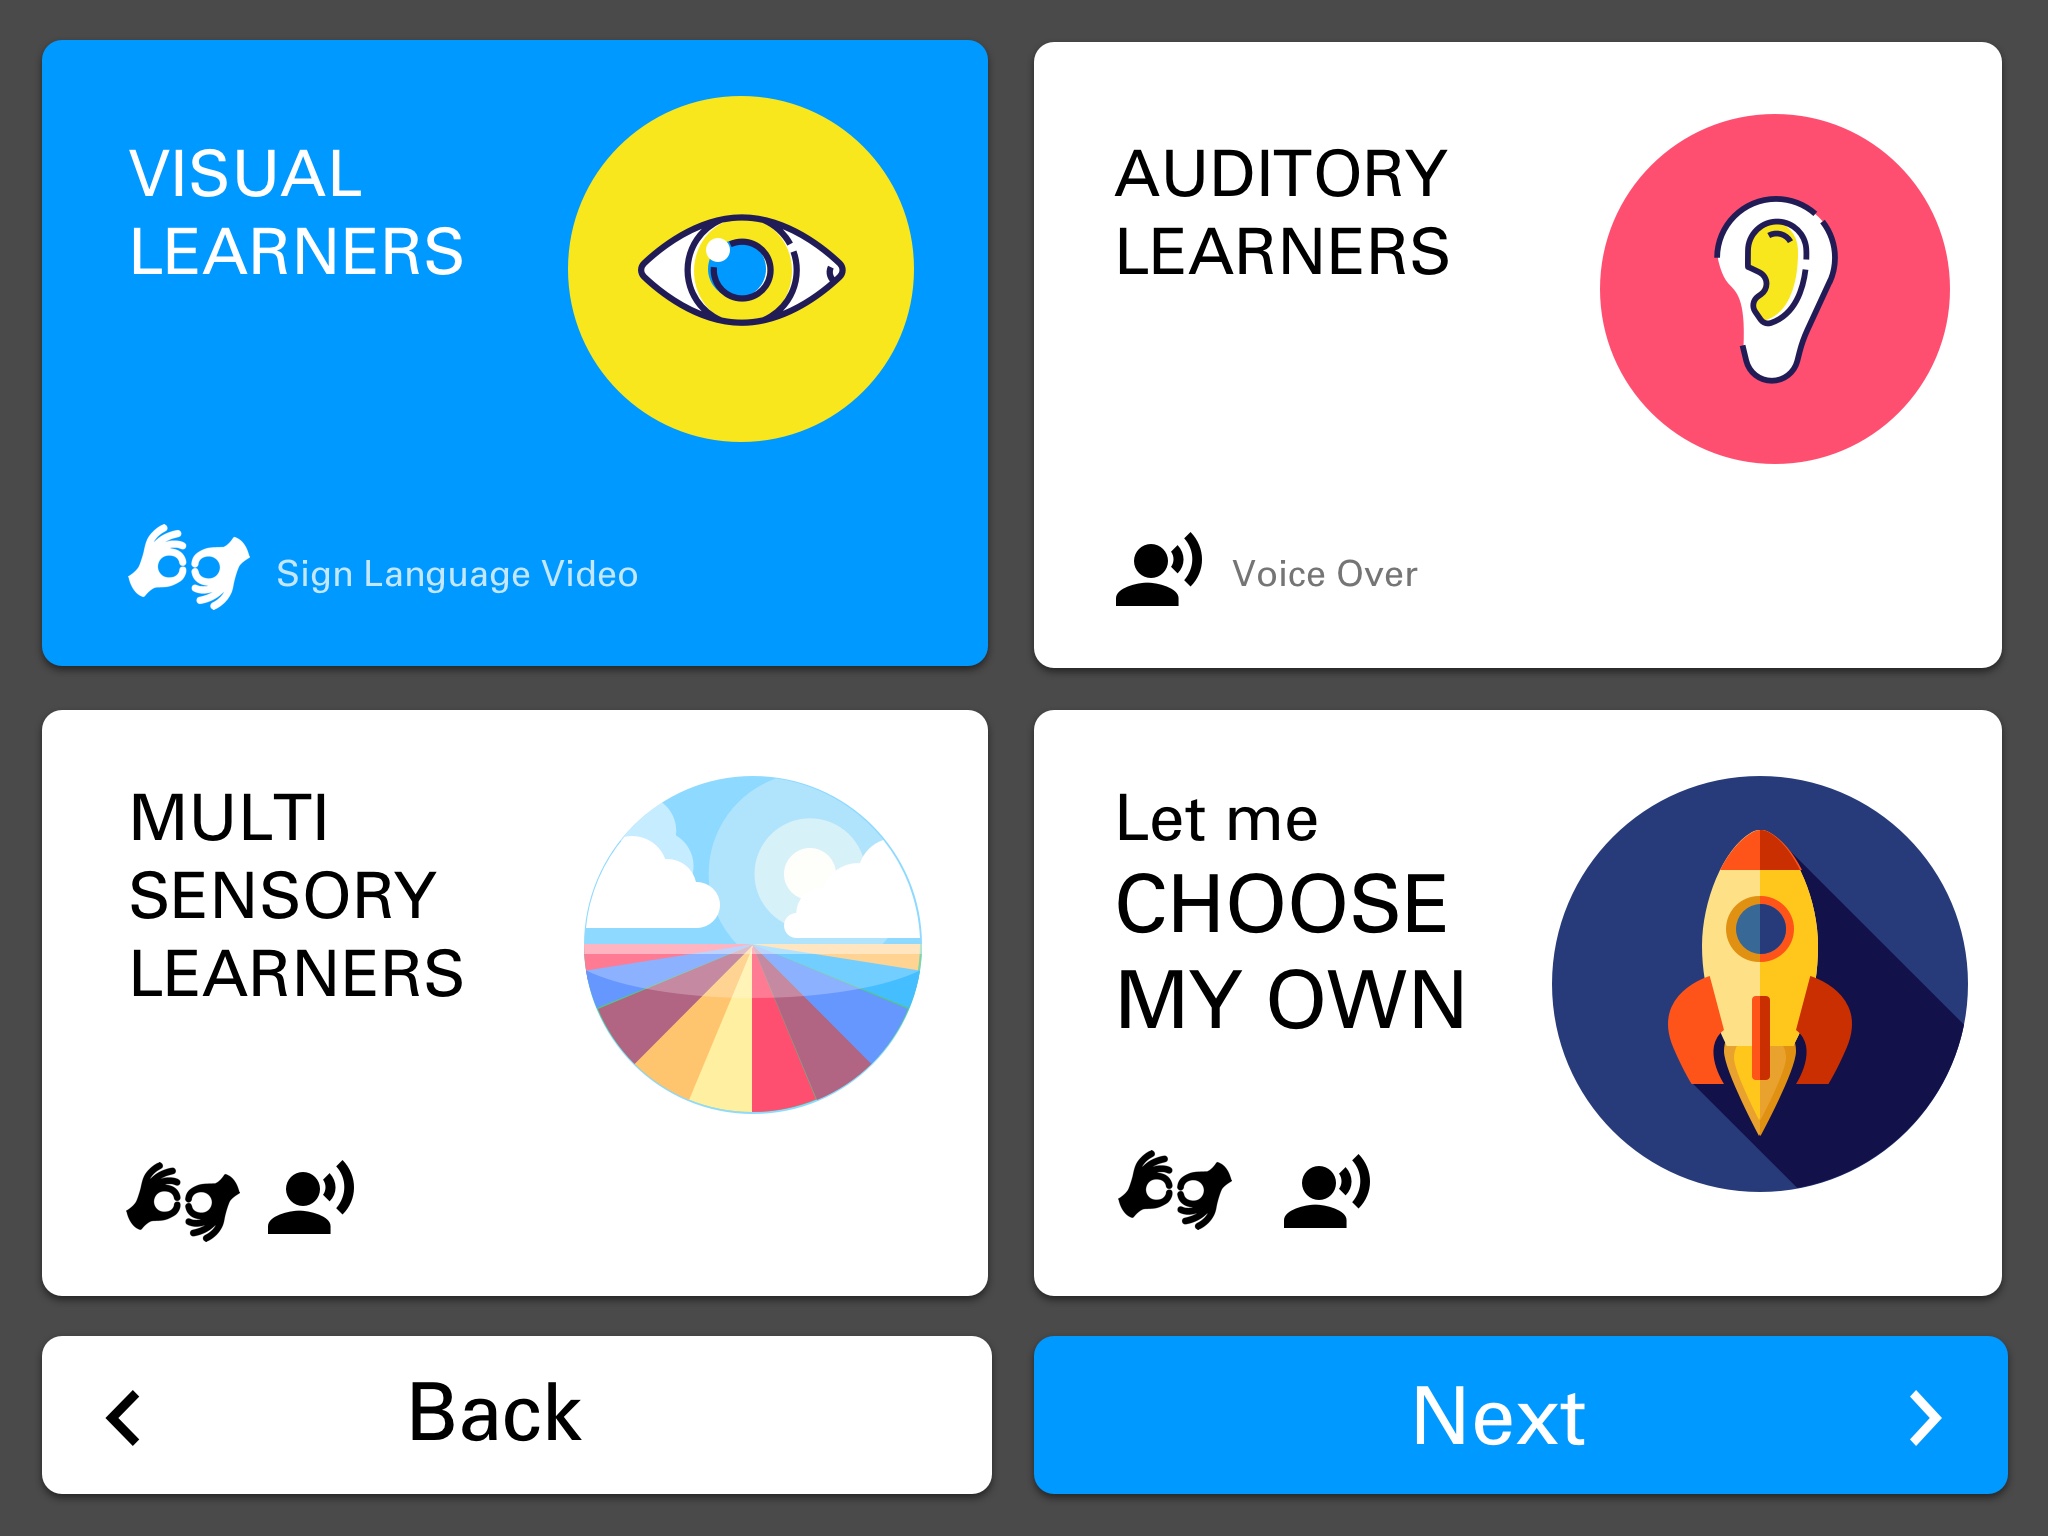 VISUAL
LEARNERS
Sign Language Video
AUDITORY
LEARNERS
Voice Over
MULTI
SENSORY
LEARNERS
Let me
CHOOSE
MY OWN
Back
Next